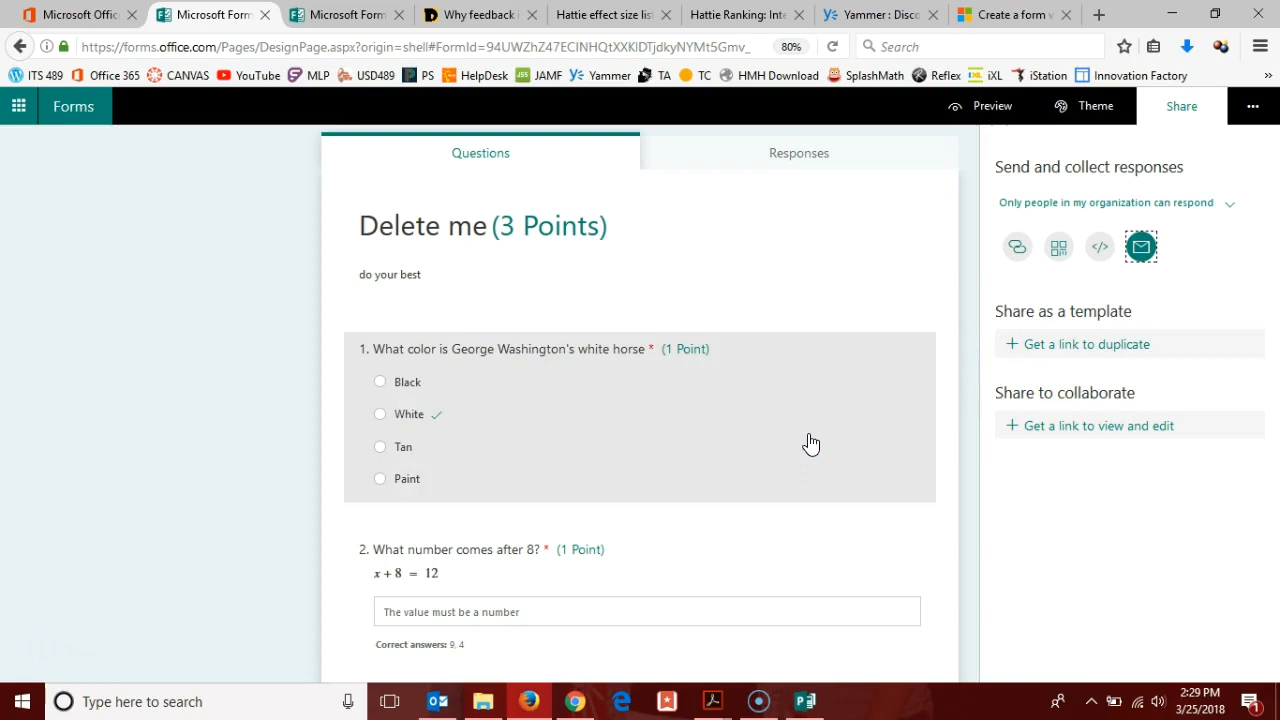 Microsoft Offic
Microsoft Form
Microsoft Form
Why feedback
Hattie effect size list
Hattie Ranking: Inte
Yammer : Disco
Create a form v
https://forms.office.com/Pages/DesignPage.aspx?origin=shell#FormId=94UWZhZ47ECINHQtXXKlDTjdkyNYMt5Gmv_
80%
Search
ITS 489
Office 365
CANVAS
YouTube
MLP
USD489
PS
HelpDesk
JAMF
Yammer
TA
TC
HMH Download
SplashMath
Reflex
iXL
iStation
Innovation Factory
Forms
Preview
Theme
Share
Questions
Responses
Send and collect responses
Only people in my organization can respond
Delete me (3 Points)
do your best
Share as a template
+ Get a link to duplicate
Share to collaborate
+ Get a link to view and edit
1. What color is George Washington's white horse * (1 Point)
Black
White
Tan
Paint
2. What number comes after 8? * (1 Point)
x + 8 = 12
The value must be a number
Correct answers: 9, 4
Type here to search
2:29 PM
3/25/2018
1